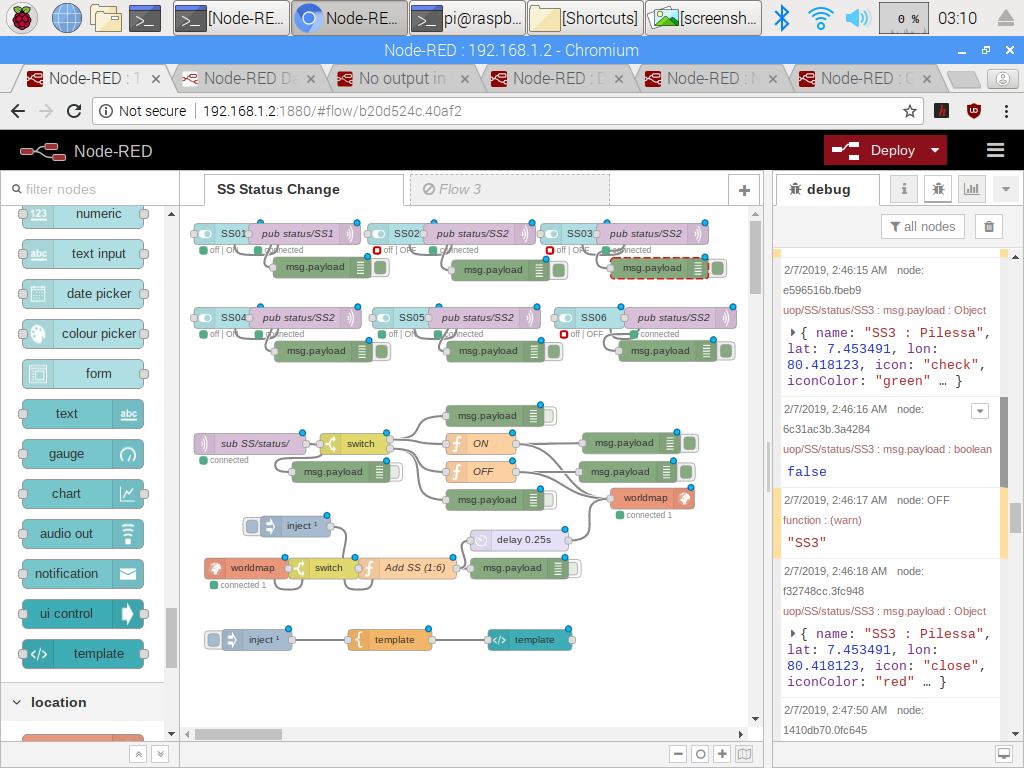 [Node-RE...
Node-RE...
pi@raspb...
[Shortcuts]
[screensh...
0 %
03:10
Node-RED : 192.168.1.2 - Chromium
Node-RED : 1
Node-RED Da
No output in
Node-RED : D
Node-RED : N
Node-RED : G
Not secure
192.168.1.2:1880/#flow/b20d524c.40af2
Node-RED
Deploy
filter nodes
SS Status Change
Flow 3
debug
all nodes
numeric
text input
date picker
colour picker
form
text
gauge
chart
audio out
notification
ui control
template
location
SS01
pub status/SS1
SS02
pub status/SS2
SS03
pub status/SS2
off | ON
connected
off | OFF
connected
off | OFF
connected
msg.payload
msg.payload
msg.payload
SS04
pub status/SS2
SS05
pub status/SS2
SS06
pub status/SS2
off | ON
connected
off | ON
connected
off | OFF
connected
msg.payload
msg.payload
msg.payload
msg.payload
sub SS/status/
switch
ON
msg.payload
connected
msg.payload
OFF
msg.payload
msg.payload
worldmap
connected 1
inject ¹
delay 0.25s
worldmap
switch
Add SS (1:6)
msg.payload
connected 1
inject ¹
template
template
2/7/2019, 2:46:15 AM node:
e596516b.fbeb9
uop/SS/status/SS3 : msg.payload : Object
{ name: "SS3 : Pilessa",
lat: 7.453491, lon:
80.418123, icon: "check",
iconColor: "green" … }
2/7/2019, 2:46:16 AM node:
6c31ac3b.3a4284
uop/SS/status/SS3 : msg.payload : boolean
false
2/7/2019, 2:46:17 AM node: OFF
function : (warn)
"SS3"
2/7/2019, 2:46:18 AM node:
f32748cc.3fc948
uop/SS/status/SS3 : msg.payload : Object
{ name: "SS3 : Pilessa",
lat: 7.453491, lon:
80.418123, icon: "close",
iconColor: "red" … }
2/7/2019, 2:47:50 AM node:
1410db70.0fc645